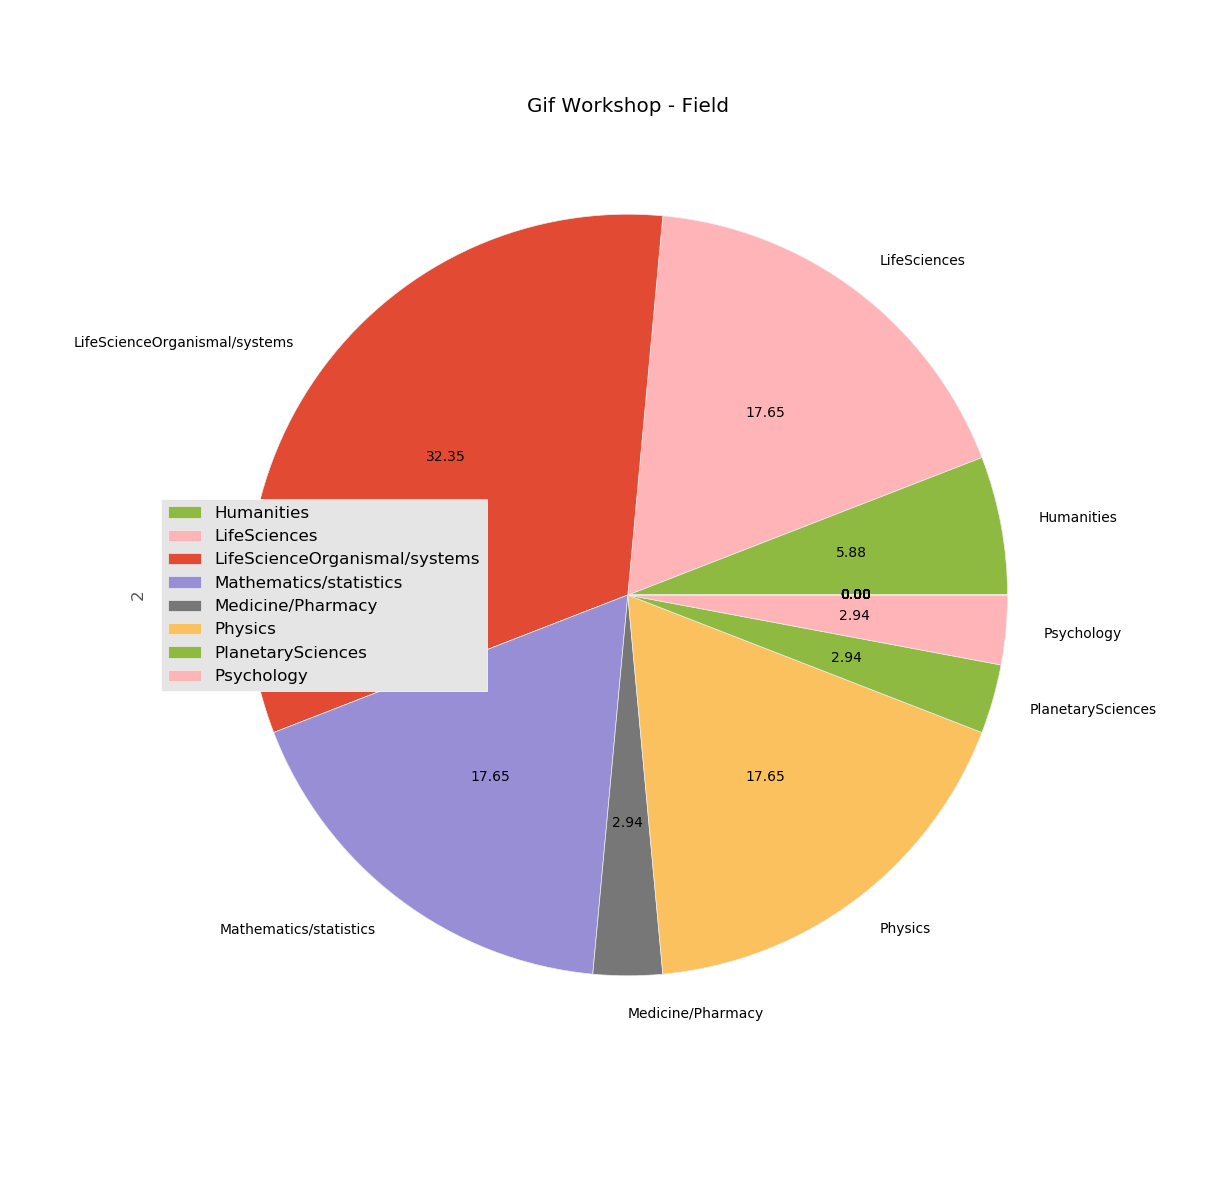 Gif Workshop - Field
LifeSciences
LifeScienceOrganismal/systems
17.65
32.35
Humanities
5.88
0.00
2.94
Psychology
2.94
PlanetarySciences
2
Humanities
LifeSciences
LifeScienceOrganismal/systems
Mathematics/statistics
Medicine/Pharmacy
Physics
PlanetarySciences
Psychology
17.65
17.65
2.94
Mathematics/statistics
Physics
Medicine/Pharmacy